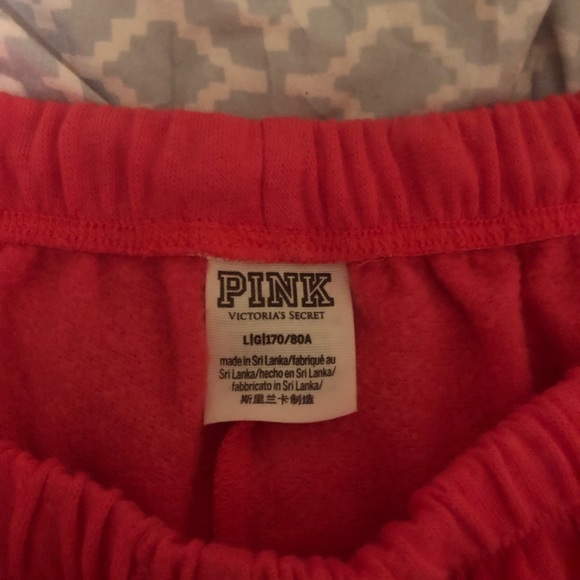 PINK
VICTORIA'S SECRET
L|G|170/80A
made in Sri Lanka/fabriqué au
Sri Lanka/hecho en Sri Lanka/
fabbricato in Sri Lanka/
斯里兰卡制造